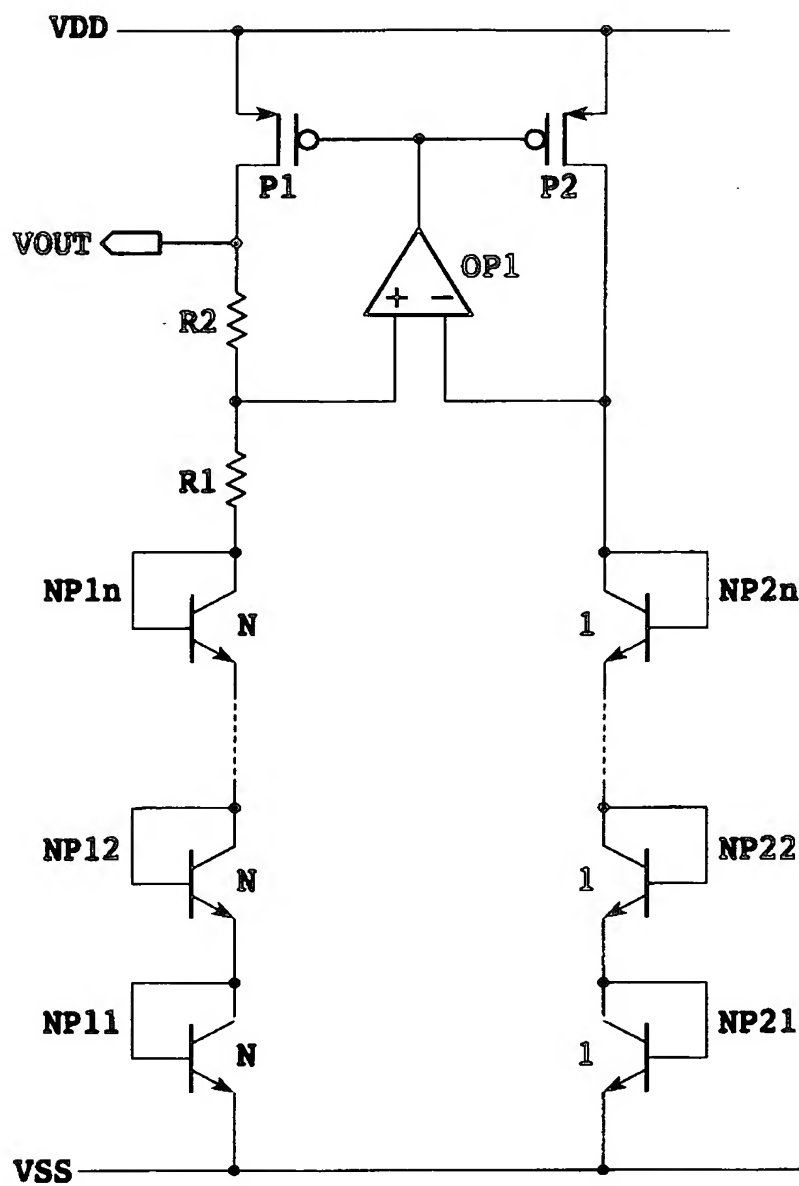 VDD
P1 P2
VOUT
OP1
+ −
R2
R1
NP1n N 1 NP2n
NP12 N 1 NP22
NP11 N 1 NP21
VSS